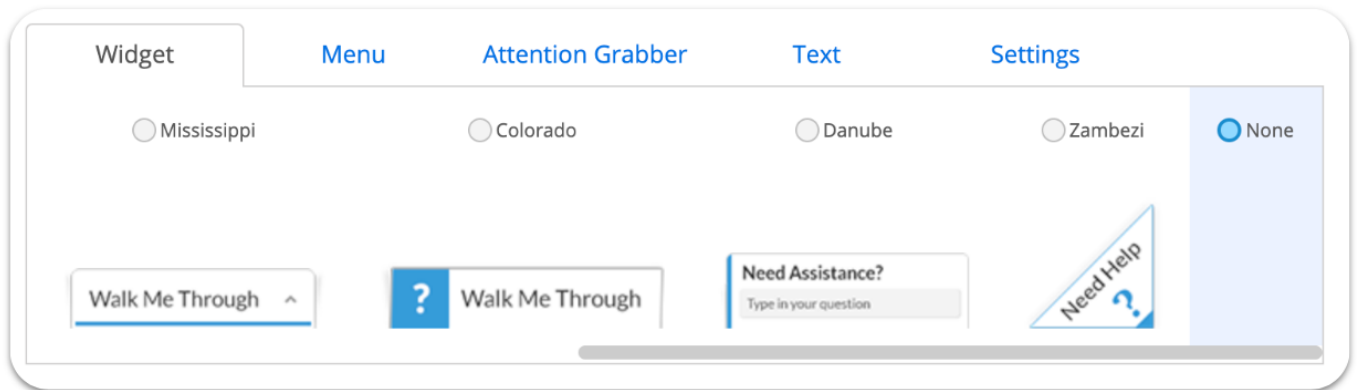 Widget Menu Attention Grabber Text Settings
Mississippi Colorado Danube Zambezi None
Walk Me Through
? Walk Me Through
Need Assistance?
Type in your question
Need Help
?